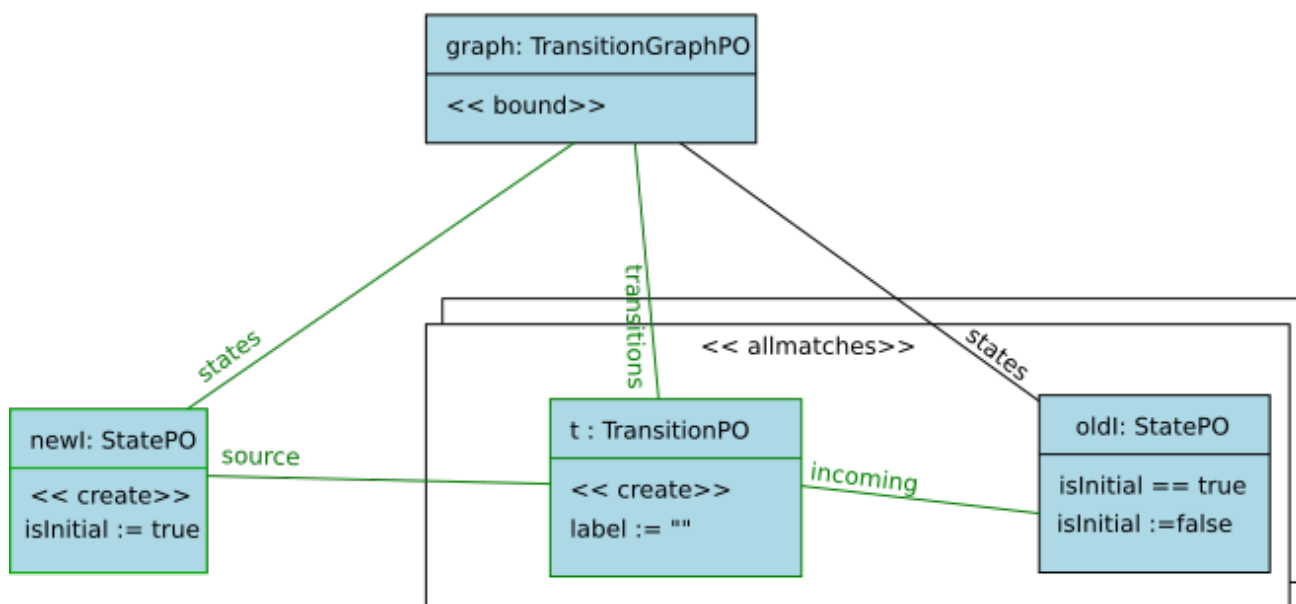 graph: TransitionGraphPO
<< bound>>
states
transitions
states
<< allmatches>>
newI: StatePO
<< create>>
isInitial := true
source
t : TransitionPO
<< create>>
label := ""
incoming
oldI: StatePO
isInitial == true
isInitial :=false